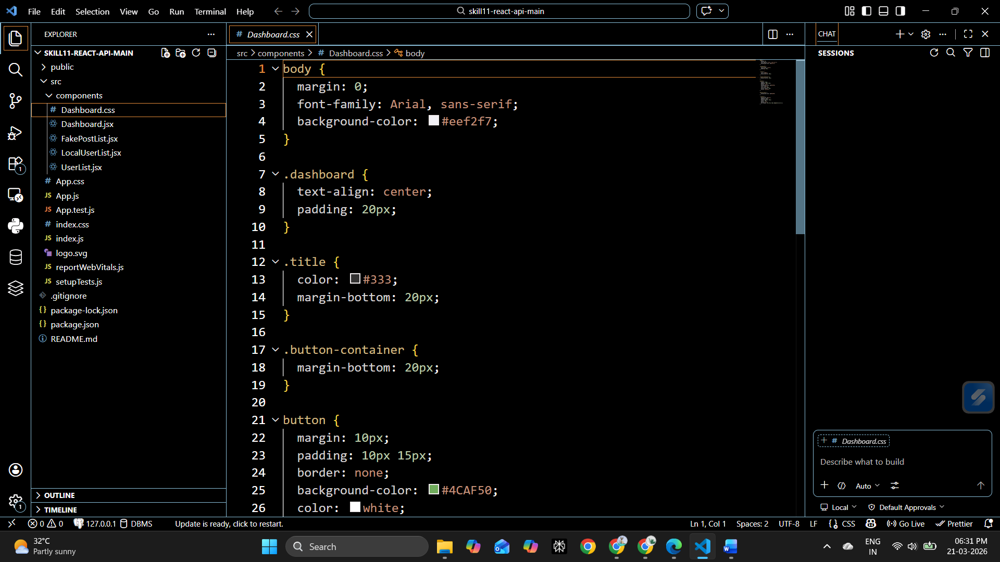 File Edit Selection View Go Run Terminal Help
skill11-react-api-main
EXPLORER
SKILL11-REACT-API-MAIN
public
src
components
# Dashboard.css
Dashboard.jsx
FakePostList.jsx
LocalUserList.jsx
UserList.jsx
# App.css
JS App.js
JS App.test.js
# index.css
JS index.js
logo.svg
JS reportWebVitals.js
JS setupTests.js
.gitignore
{} package-lock.json
{} package.json
README.md
OUTLINE
TIMELINE
# Dashboard.css
src > components > # Dashboard.css > body
1 body {
2 margin: 0;
3 font-family: Arial, sans-serif;
4 background-color: #eef2f7;
5 }
6
7 .dashboard {
8 text-align: center;
9 padding: 20px;
10 }
11
12 .title {
13 color: #333;
14 margin-bottom: 20px;
15 }
16
17 .button-container {
18 margin-bottom: 20px;
19 }
20
21 button {
22 margin: 10px;
23 padding: 10px 15px;
24 border: none;
25 background-color: #4CAF50;
26 color: white;
CHAT
SESSIONS
+ # Dashboard.css
Describe what to build
Auto
Local Default Approvals
1
1
0 0 127.0.0.1 DBMS Update is ready, click to restart.
Ln 1, Col 1 Spaces: 2 UTF-8 LF {} CSS Go Live Prettier
32°C
Partly sunny
Search
ENG
IN
06:31 PM
21-03-2026